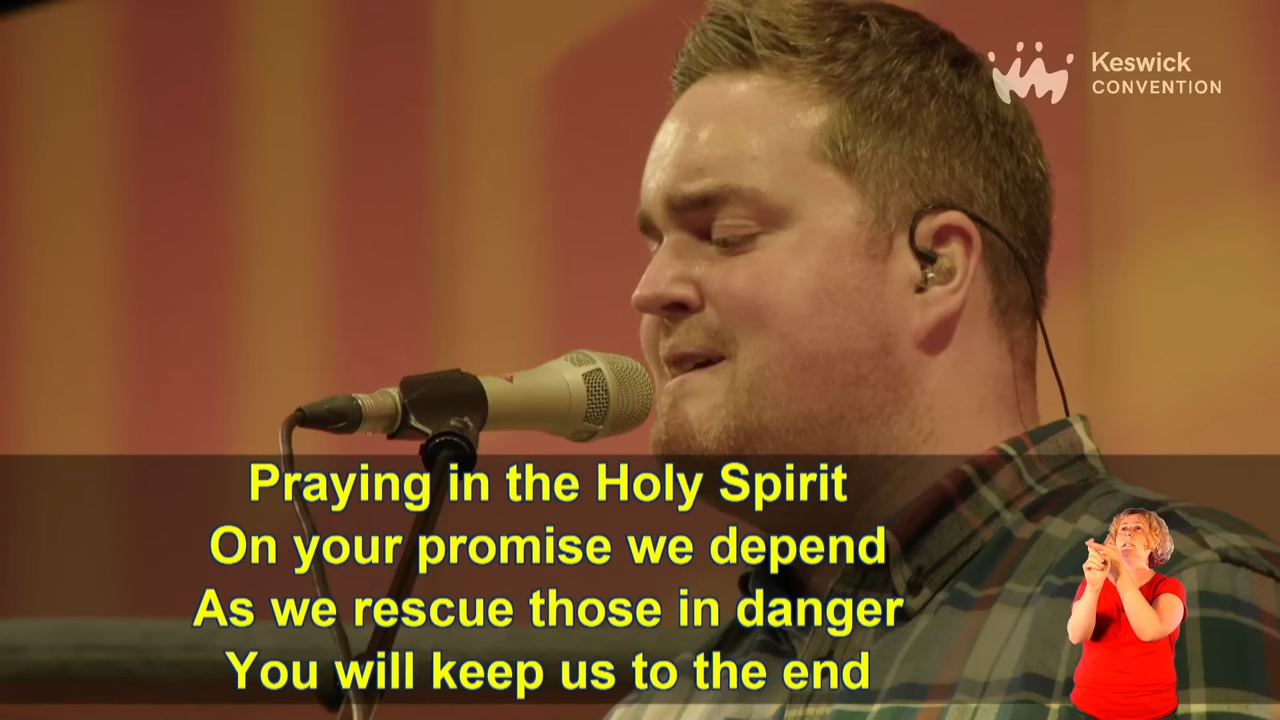 Keswick
CONVENTION
Praying in the Holy Spirit
On your promise we depend
As we rescue those in danger
You will keep us to the end